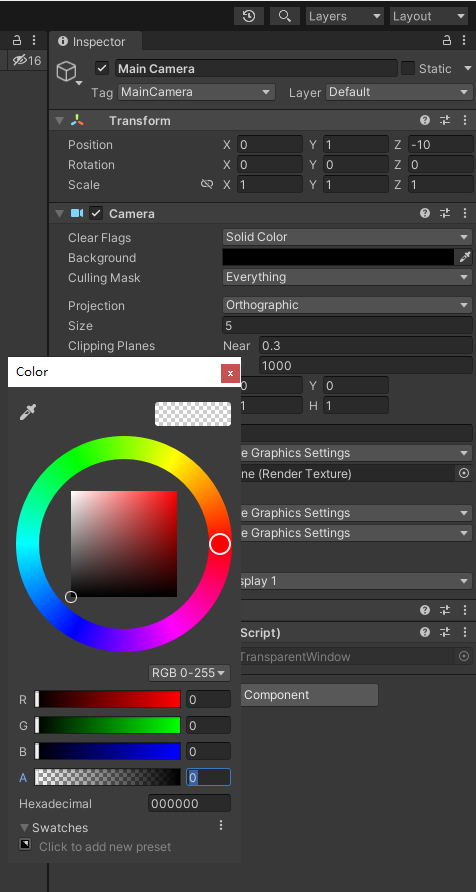 Layers Layout
16 Inspector
Main Camera Static
Tag MainCamera Layer Default
Transform
Position X 0 Y 1 Z -10
Rotation X 0 Y 0 Z 0
Scale X 1 Y 1 Z 1
Camera
Clear Flags Solid Color
Background
Culling Mask Everything
Projection Orthographic
Size 5
Clipping Planes Near 0.3
1000
0 Y 0
1 H 1
e Graphics Settings
ne (Render Texture)
e Graphics Settings
e Graphics Settings
splay 1
Script)
TransparentWindow
Component
Color x
RGB 0-255
R 0
G 0
B 0
A 0
Hexadecimal 000000
Swatches
Click to add new preset